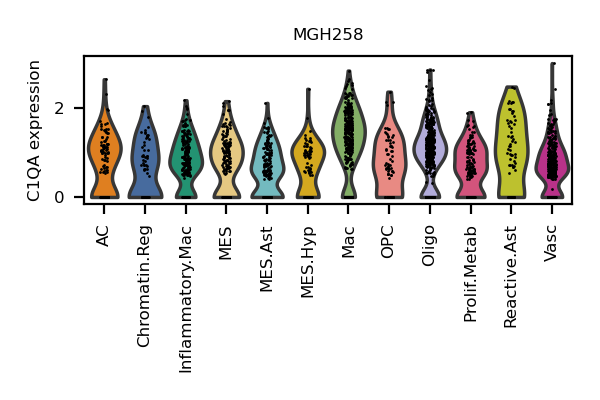 MGH258
C1QA expression
2
0
AC
Chromatin.Reg
Inflammatory.Mac
MES
MES.Ast
MES.Hyp
Mac
OPC
Oligo
Prolif.Metab
Reactive.Ast
Vasc